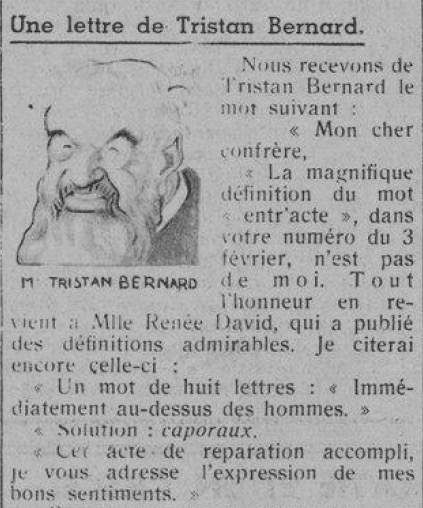 Une lettre de Tristan Bernard.
Nous recevons de
Tristan Bernard le
mot suivant :
« Mon cher
confrère,
« La magnifique
définition du mot
« entr'acte », dans
votre numéro du 3
février, n'est pas
de moi. Tout
l'honneur en re-
vient à Mlle Renée David, qui a publié
des définitions admirables. Je citerai
encore celle-ci :
« Un mot de huit lettres : « Immé-
diatement au-dessus des hommes. »
« Solution : caporaux.
« Cet acte de reparation accompli,
je vous adresse l'expression de mes
bons sentiments. »
Mr TRISTAN BERNARD